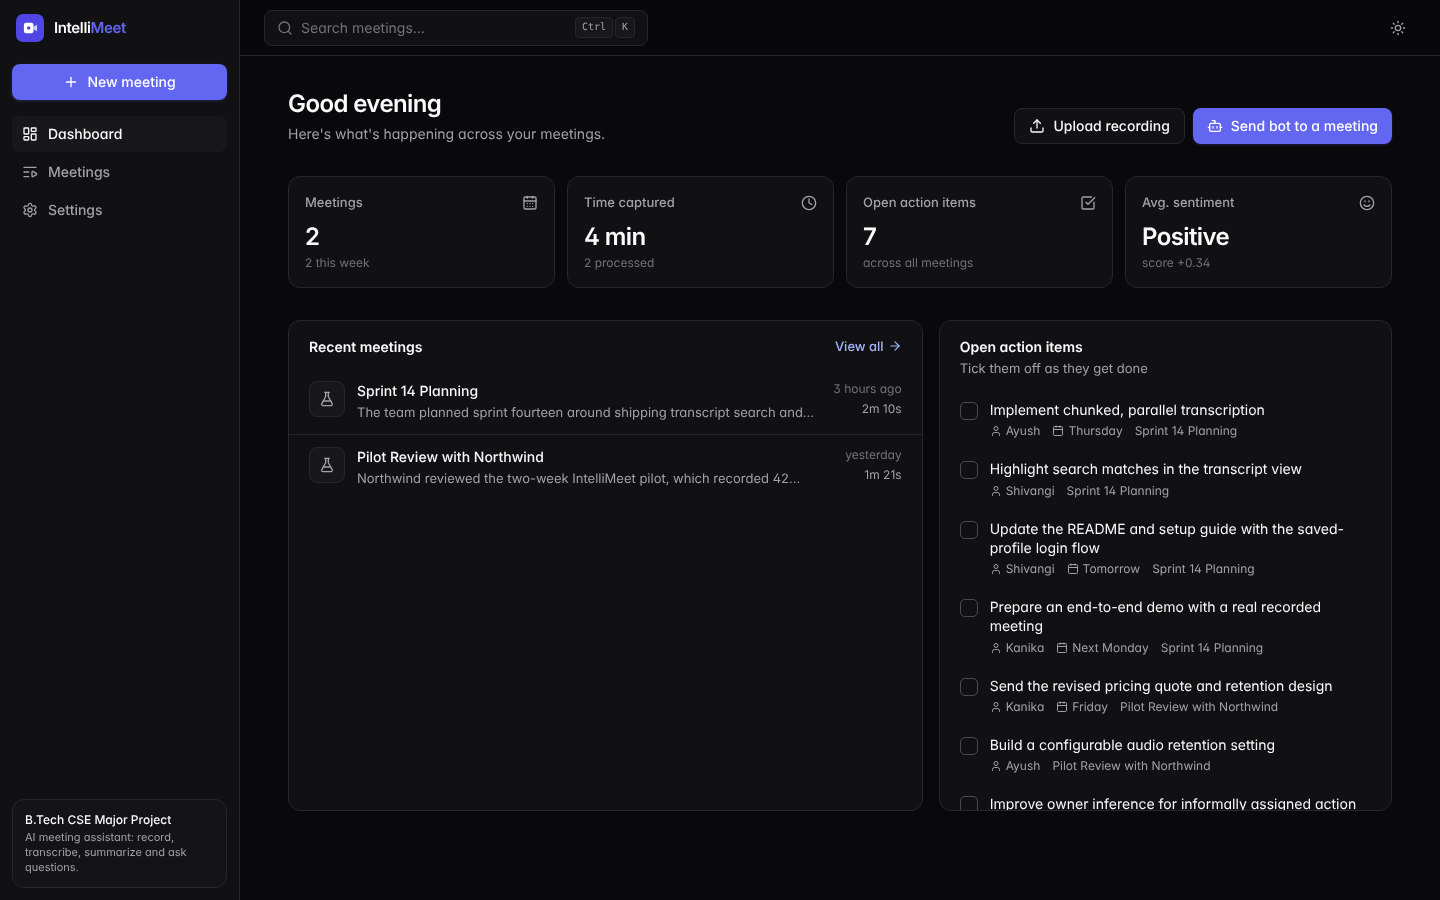 IntelliMeet
Search meetings...
Ctrl K
New meeting
Dashboard
Meetings
Settings
Good evening
Here's what's happening across your meetings.
Upload recording
Send bot to a meeting
Meetings
2
2 this week
Time captured
4 min
2 processed
Open action items
7
across all meetings
Avg. sentiment
Positive
score +0.34
Recent meetings
View all
Sprint 14 Planning
3 hours ago
The team planned sprint fourteen around shipping transcript search and...
2m 10s
Pilot Review with Northwind
yesterday
Northwind reviewed the two-week IntelliMeet pilot, which recorded 42...
1m 21s
Open action items
Tick them off as they get done
Implement chunked, parallel transcription
Ayush Thursday Sprint 14 Planning
Highlight search matches in the transcript view
Shivangi Sprint 14 Planning
Update the README and setup guide with the saved-
profile login flow
Shivangi Tomorrow Sprint 14 Planning
Prepare an end-to-end demo with a real recorded
meeting
Kanika Next Monday Sprint 14 Planning
Send the revised pricing quote and retention design
Kanika Friday Pilot Review with Northwind
Build a configurable audio retention setting
Ayush Pilot Review with Northwind
Improve owner inference for informally assigned action
B.Tech CSE Major Project
AI meeting assistant: record,
transcribe, summarize and ask
questions.